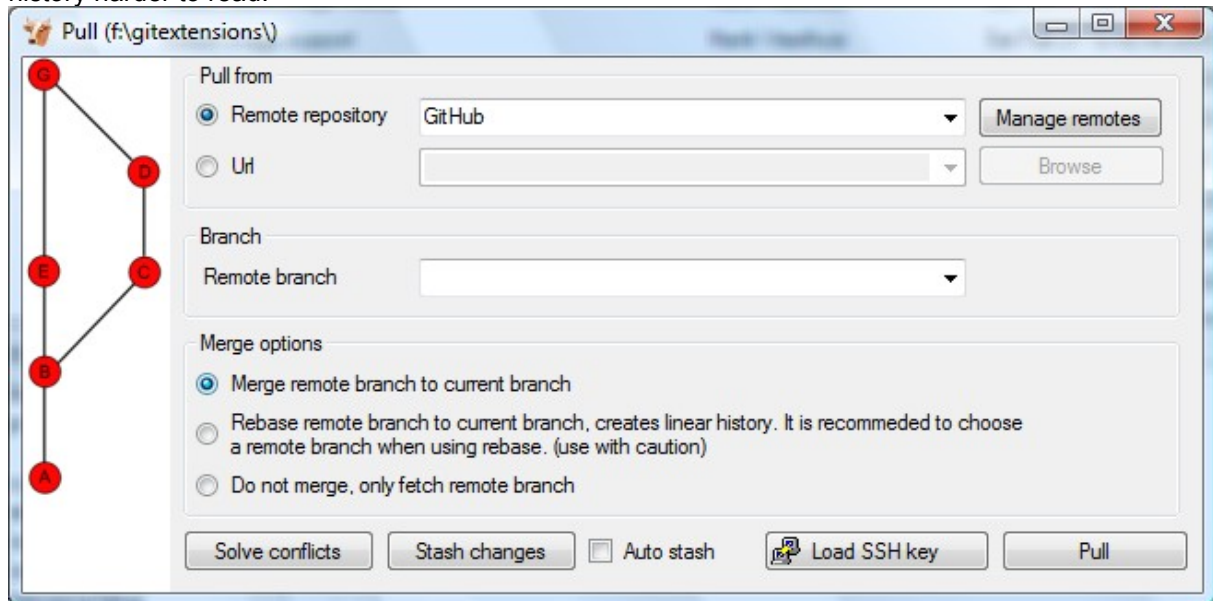 history harder to read.
Pull (f:\gitextensions\)
G
D
E
C
B
A
Pull from
Remote repository
GitHub
Manage remotes
Url
Browse
Branch
Remote branch
Merge options
Merge remote branch to current branch
Rebase remote branch to current branch, creates linear history. It is recommeded to choose
a remote branch when using rebase. (use with caution)
Do not merge, only fetch remote branch
Solve conflicts
Stash changes
Auto stash
Load SSH key
Pull